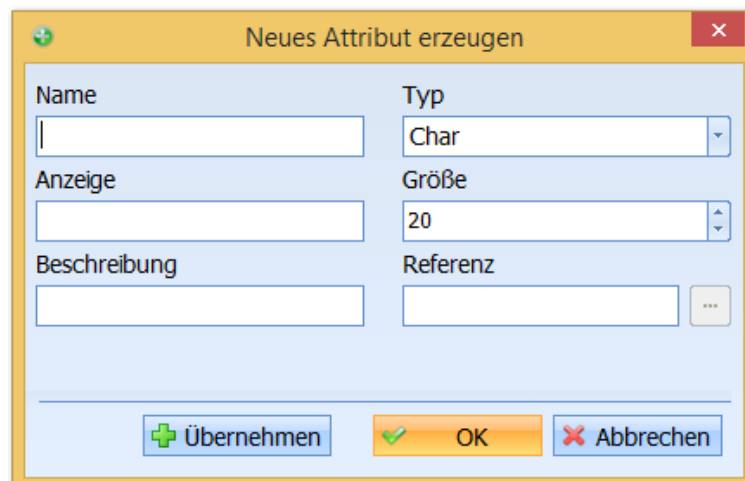 Neues Attribut erzeugen
Name
Typ
Char
Anzeige
Größe
20
Beschreibung
Referenz
...
Übernehmen
OK
Abbrechen